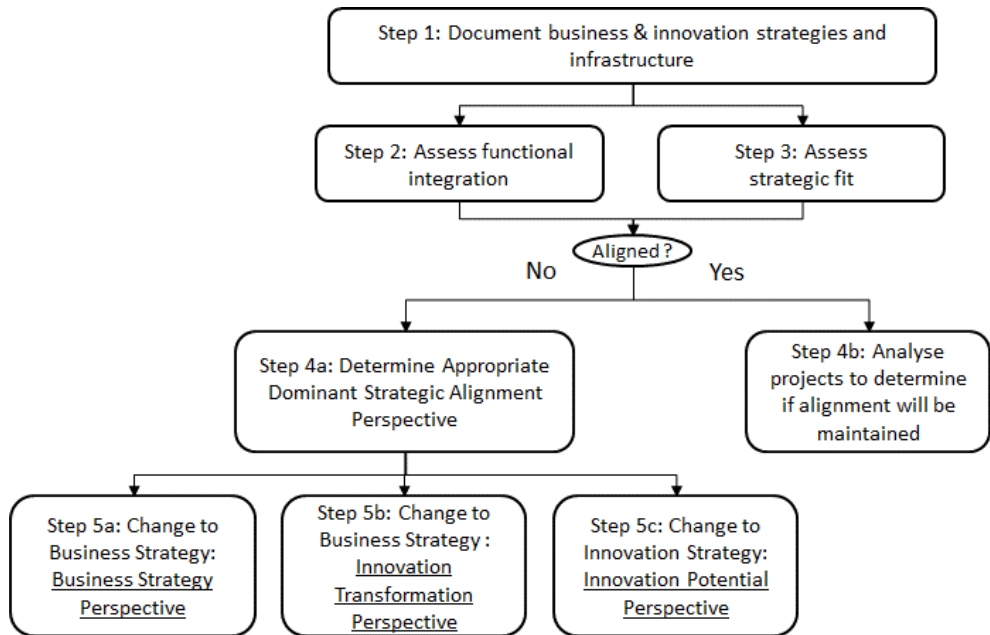 Step 1: Document business & innovation strategies and
infrastructure
Step 2: Assess functional
integration
Step 3: Assess
strategic fit
Aligned ?
No
Yes
Step 4a: Determine Appropriate
Dominant Strategic Alignment
Perspective
Step 4b: Analyse
projects to determine
if alignment will be
maintained
Step 5a: Change to
Business Strategy:
Business Strategy
Perspective
Step 5b: Change to
Business Strategy :
Innovation
Transformation
Perspective
Step 5c: Change to
Innovation Strategy:
Innovation Potential
Perspective